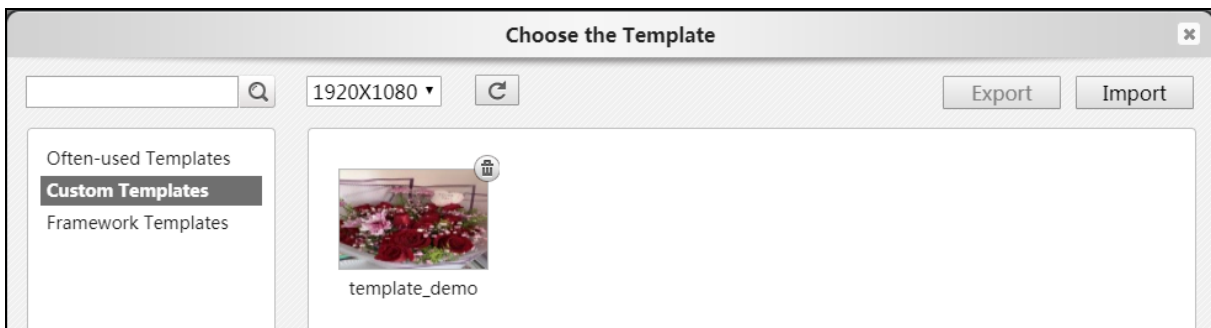 Choose the Template
1920X1080
Export
Import
Often-used Templates
Custom Templates
Framework Templates
template_demo